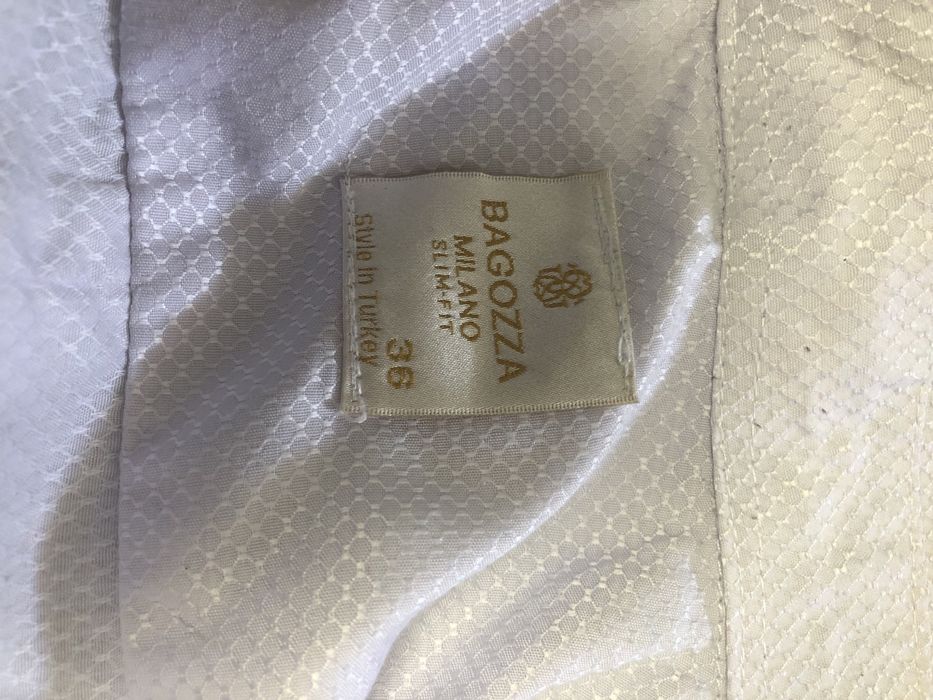 BAGOZZA
MILANO
SLIM-FIT
36
Style in Turkey